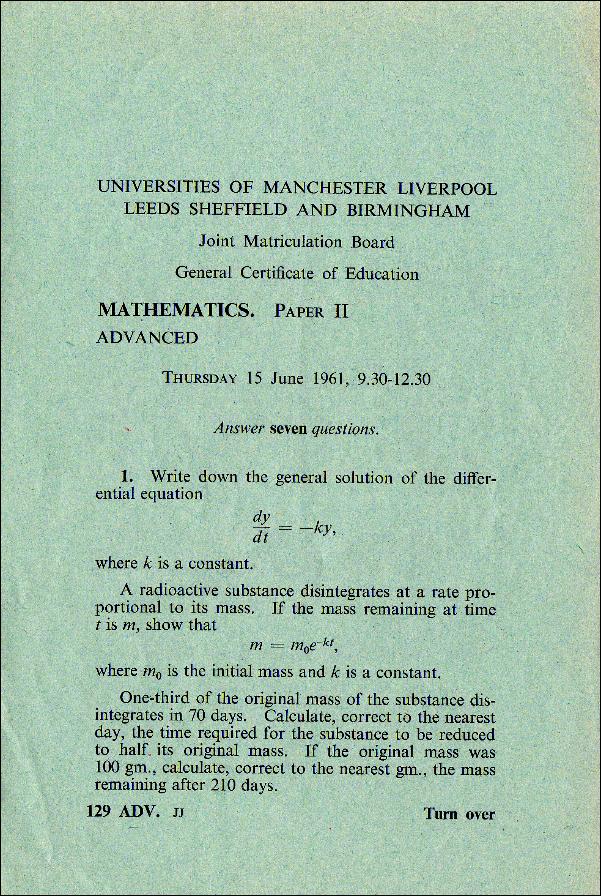 UNIVERSITIES OF MANCHESTER LIVERPOOL
LEEDS SHEFFIELD AND BIRMINGHAM
Joint Matriculation Board
General Certificate of Education
MATHEMATICS. PAPER II
ADVANCED
THURSDAY 15 June 1961, 9.30-12.30
Answer seven questions.
1. Write down the general solution of the differ-
ential equation
dy/dt = −ky,
where k is a constant.
A radioactive substance disintegrates at a rate pro-
portional to its mass. If the mass remaining at time
t is m, show that
m = m₀e⁻ᵏᵗ,
where m₀ is the initial mass and k is a constant.
One-third of the original mass of the substance dis-
integrates in 70 days. Calculate, correct to the nearest
day, the time required for the substance to be reduced
to half its original mass. If the original mass was
100 gm., calculate, correct to the nearest gm., the mass
remaining after 210 days.
129 ADV. JJ Turn over